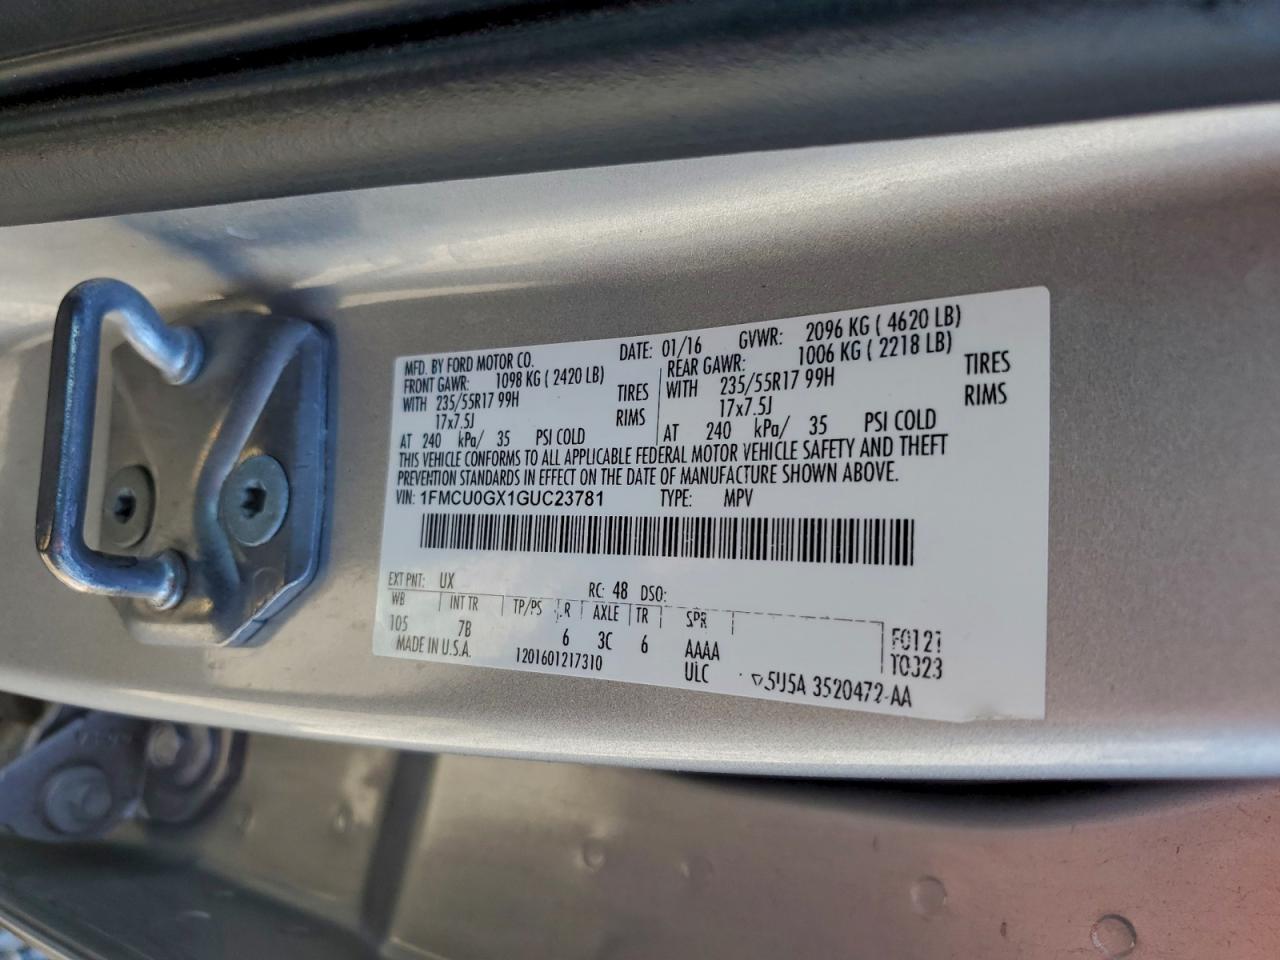 MFD. BY FORD MOTOR CO. DATE: 01/16 GVWR: 2096 KG ( 4620 LB)
FRONT GAWR: 1098 KG ( 2420 LB) REAR GAWR: 1006 KG ( 2218 LB)
WITH 235/55R17 99H TIRES WITH 235/55R17 99H TIRES
17x7.5J RIMS 17x7.5J RIMS
AT 240 kPa/ 35 PSI COLD AT 240 kPa/ 35 PSI COLD
THIS VEHICLE CONFORMS TO ALL APPLICABLE FEDERAL MOTOR VEHICLE SAFETY AND THEFT
PREVENTION STANDARDS IN EFFECT ON THE DATE OF MANUFACTURE SHOWN ABOVE.
VIN: 1FMCU0GX1GUC23781 TYPE: MPV
EXT PNT: UX RC: 48 DSO:
WB INT TR TP/PS R AXLE TR SPR
105 7B 6 3C 6 AAAA F0121
MADE IN U.S.A. 1201601217310 ULC T0323
5U5A 3520472-AA